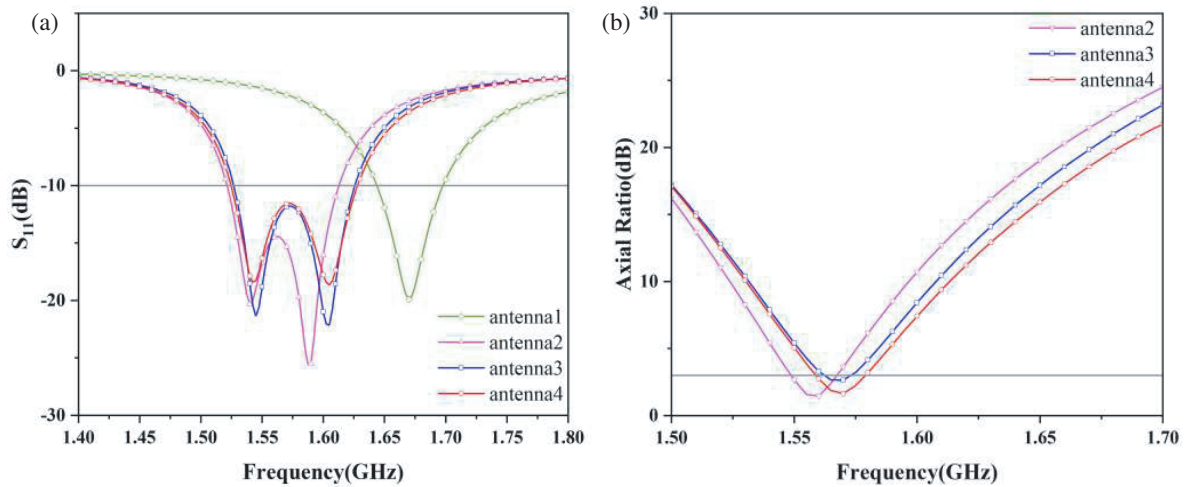 (a)
0
-10
-20
-30
S11(dB)
1.40
1.50
1.55
1.60
1.65
1.70
1.75
1.80
Frequency(GHz)
antenna1
antenna2
antenna3
antenna4
(b)
30
20
10
0
Axial Ratio(dB)
1.50
1.55
1.60
1.65
1.70
Frequency(GHz)
antenna2
antenna3
antenna4